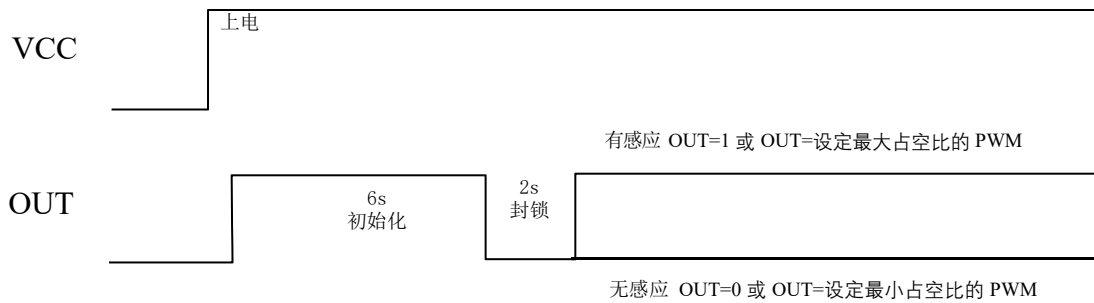 上电
VCC
有感应 OUT=1 或 OUT=设定最大占空比的 PWM
OUT
6s
初始化
2s
封锁
无感应 OUT=0 或 OUT=设定最小占空比的 PWM